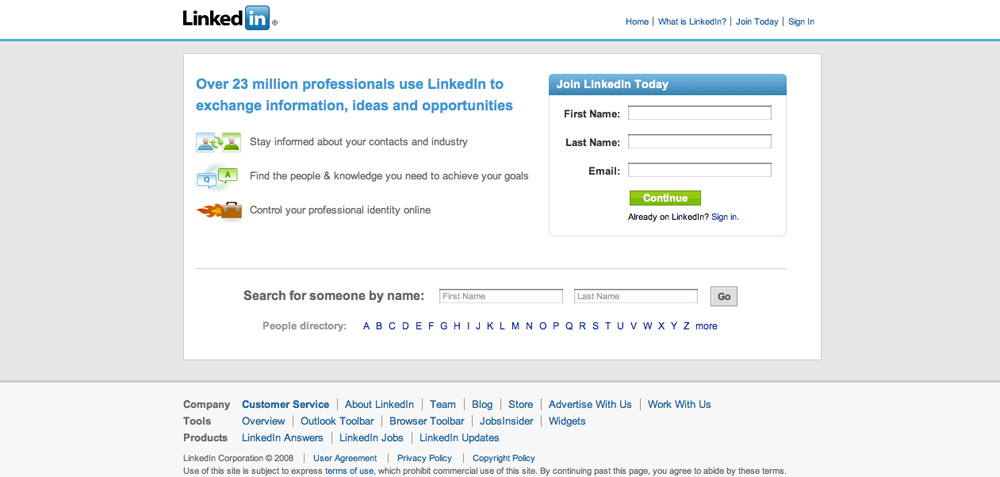 Linked in ®
Home | What is LinkedIn? | Join Today | Sign In
Over 23 million professionals use LinkedIn to
exchange information, ideas and opportunities
Stay informed about your contacts and industry
Q A
Find the people & knowledge you need to achieve your goals
Control your professional identity online
Join LinkedIn Today
First Name:
Last Name:
Email:
Continue
Already on LinkedIn? Sign in.
Search for someone by name: First Name Last Name Go
People directory: A B C D E F G H I J K L M N O P Q R S T U V W X Y Z more
Company Customer Service | About LinkedIn | Team | Blog | Store | Advertise With Us | Work With Us
Tools Overview | Outlook Toolbar | Browser Toolbar | JobsInsider | Widgets
Products LinkedIn Answers | LinkedIn Jobs | LinkedIn Updates
LinkedIn Corporation © 2008 | User Agreement | Privacy Policy | Copyright Policy
Use of this site is subject to express terms of use, which prohibit commercial use of this site. By continuing past this page, you agree to abide by these terms.